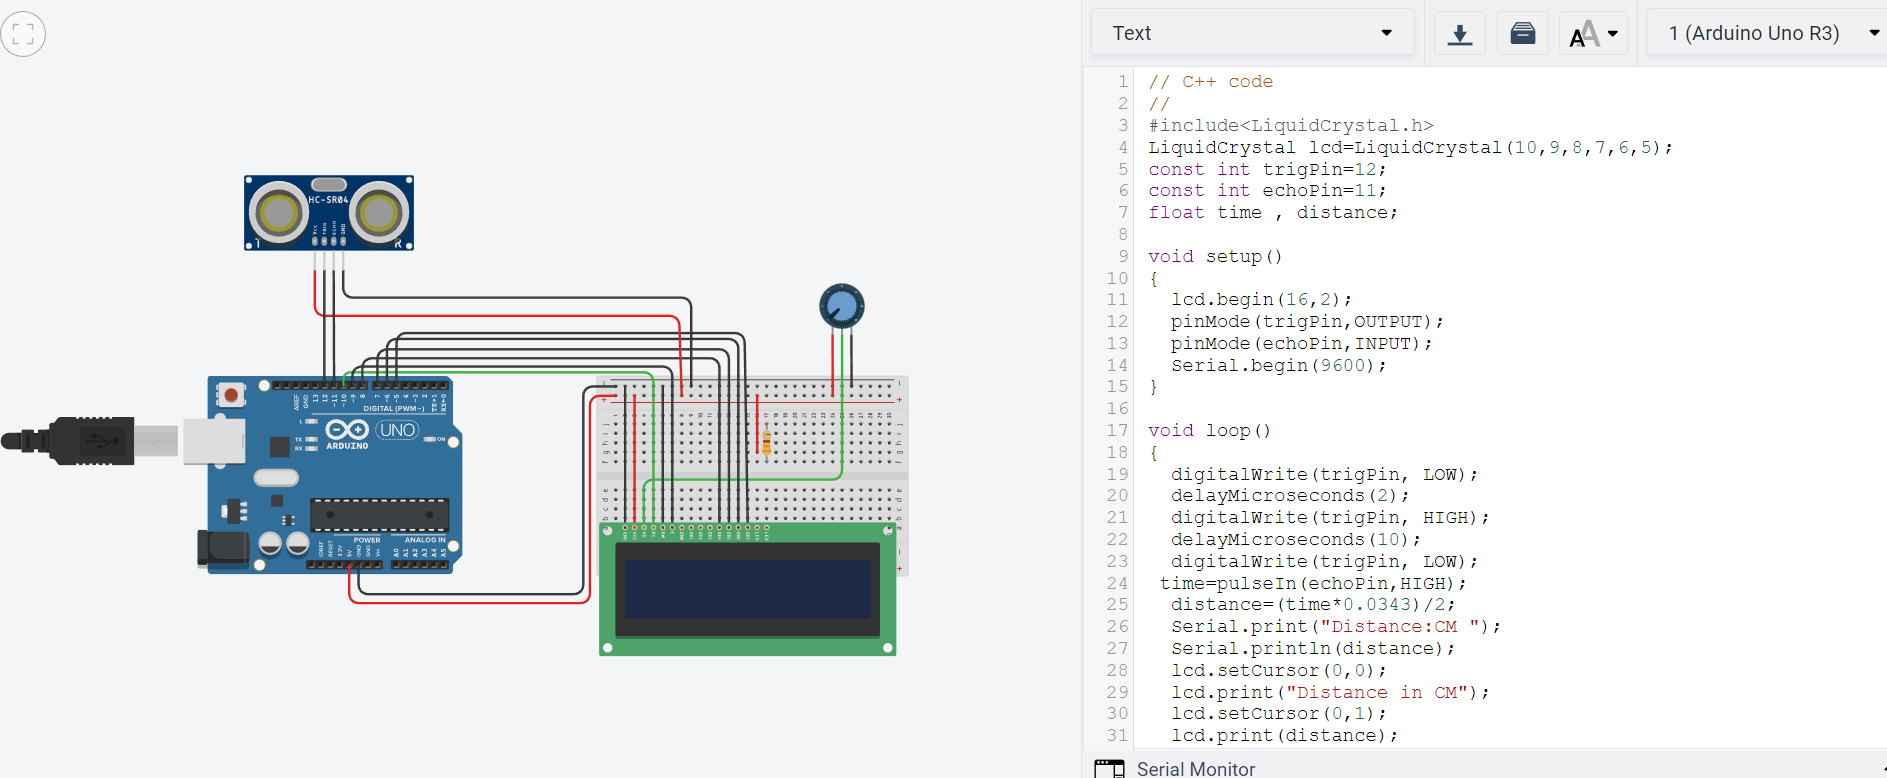 Text
1 (Arduino Uno R3)
1 // C++ code
2 //
3 #include<LiquidCrystal.h>
4 LiquidCrystal lcd=LiquidCrystal(10,9,8,7,6,5);
5 const int trigPin=12;
6 const int echoPin=11;
7 float time , distance;
8
9 void setup()
10 {
11 lcd.begin(16,2);
12 pinMode(trigPin,OUTPUT);
13 pinMode(echoPin,INPUT);
14 Serial.begin(9600);
15 }
16
17 void loop()
18 {
19 digitalWrite(trigPin, LOW);
20 delayMicroseconds(2);
21 digitalWrite(trigPin, HIGH);
22 delayMicroseconds(10);
23 digitalWrite(trigPin, LOW);
24 time=pulseIn(echoPin,HIGH);
25 distance=(time*0.0343)/2;
26 Serial.print("Distance:CM ");
27 Serial.println(distance);
28 lcd.setCursor(0,0);
29 lcd.print("Distance in CM");
30 lcd.setCursor(0,1);
31 lcd.print(distance);
Serial Monitor
HC-SR04
VCC TRIG ECHO GND
T R
AREF GND 13 12 ~11 ~10 ~9 8 7 ~6 ~5 4 ~3 2 TX→1 RX←0
DIGITAL (PWM~)
L
TX
RX
ARDUINO
UNO
ON
POWER
ANALOG IN
IOREF RESET 3.3V 5V GND GND Vin
A0 A1 A2 A3 A4 A5